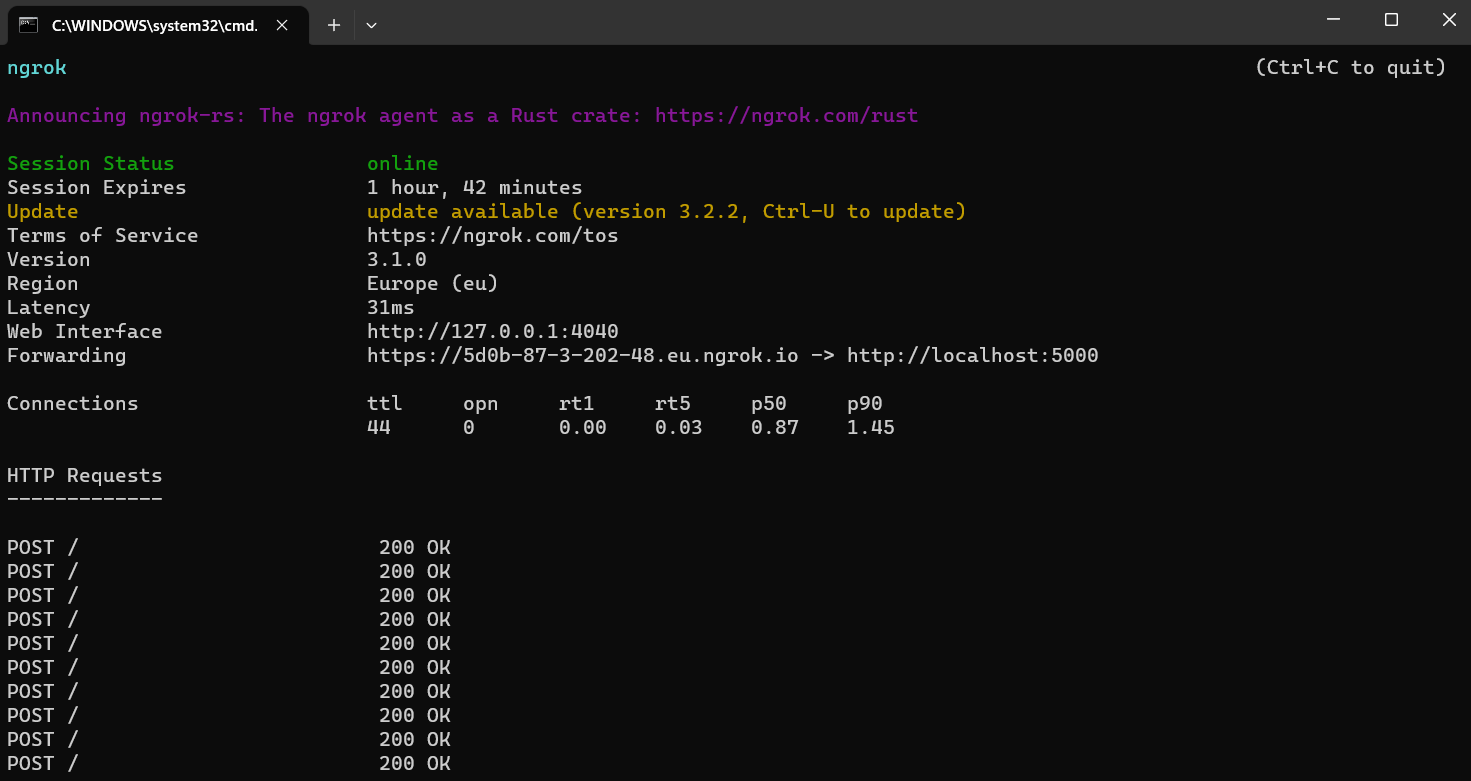 C:\WINDOWS\system32\cmd.
ngrok (Ctrl+C to quit)
Announcing ngrok-rs: The ngrok agent as a Rust crate: https://ngrok.com/rust
Session Status online
Session Expires 1 hour, 42 minutes
Update update available (version 3.2.2, Ctrl-U to update)
Terms of Service https://ngrok.com/tos
Version 3.1.0
Region Europe (eu)
Latency 31ms
Web Interface http://127.0.0.1:4040
Forwarding https://5d0b-87-3-202-48.eu.ngrok.io -> http://localhost:5000
Connections ttl opn rt1 rt5 p50 p90
44 0 0.00 0.03 0.87 1.45
HTTP Requests
-------------
POST / 200 OK
POST / 200 OK
POST / 200 OK
POST / 200 OK
POST / 200 OK
POST / 200 OK
POST / 200 OK
POST / 200 OK
POST / 200 OK
POST / 200 OK